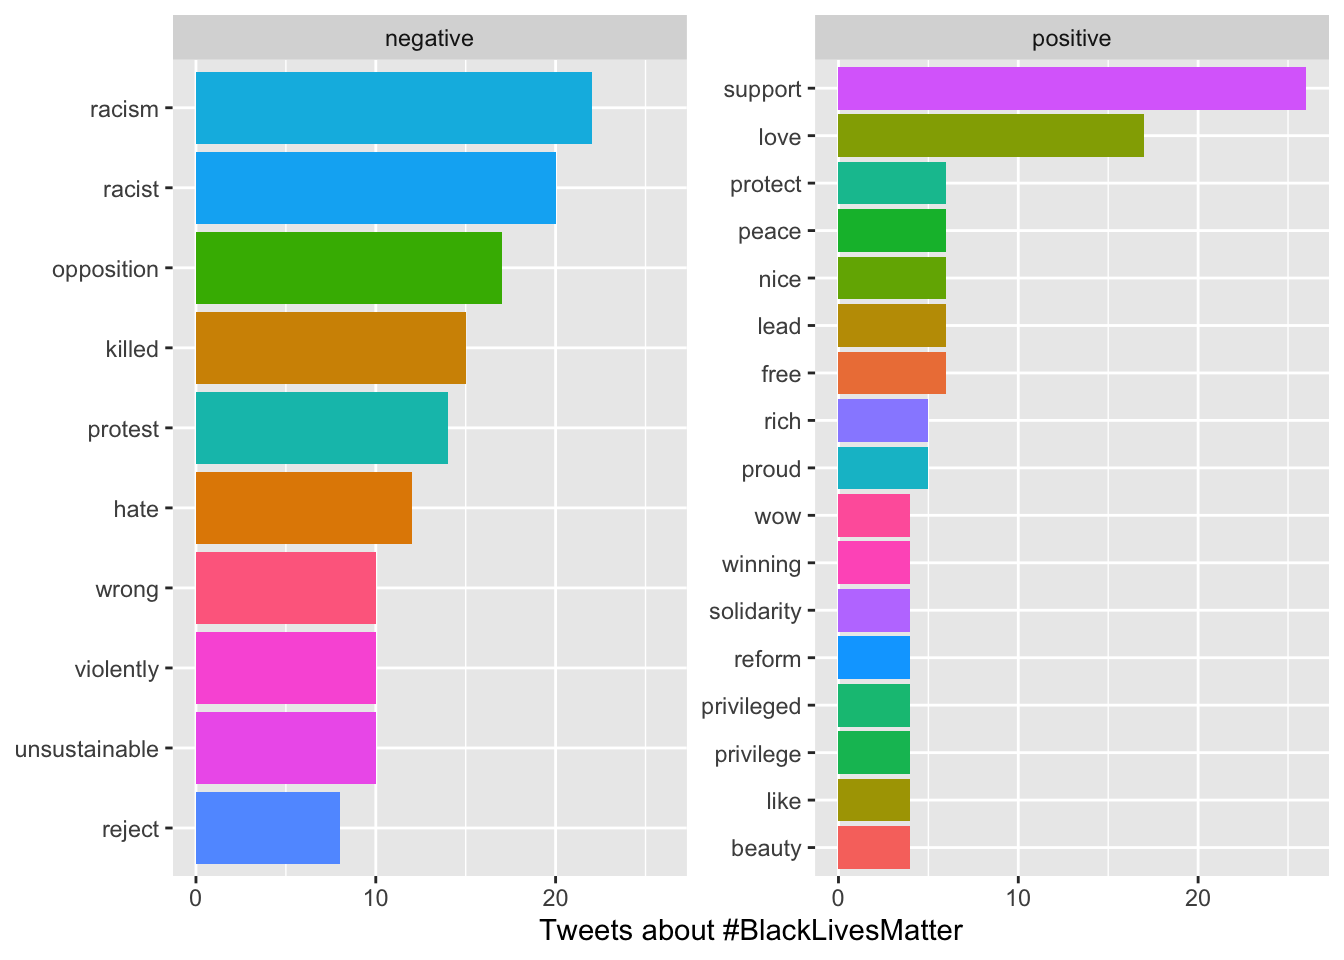 negative
racism
racist
opposition
killed
protest
hate
wrong
violently
unsustainable
reject
0 10 20
positive
support
love
protect
peace
nice
lead
free
rich
proud
wow
winning
solidarity
reform
privileged
privilege
like
beauty
0 10 20
Tweets about #BlackLivesMatter